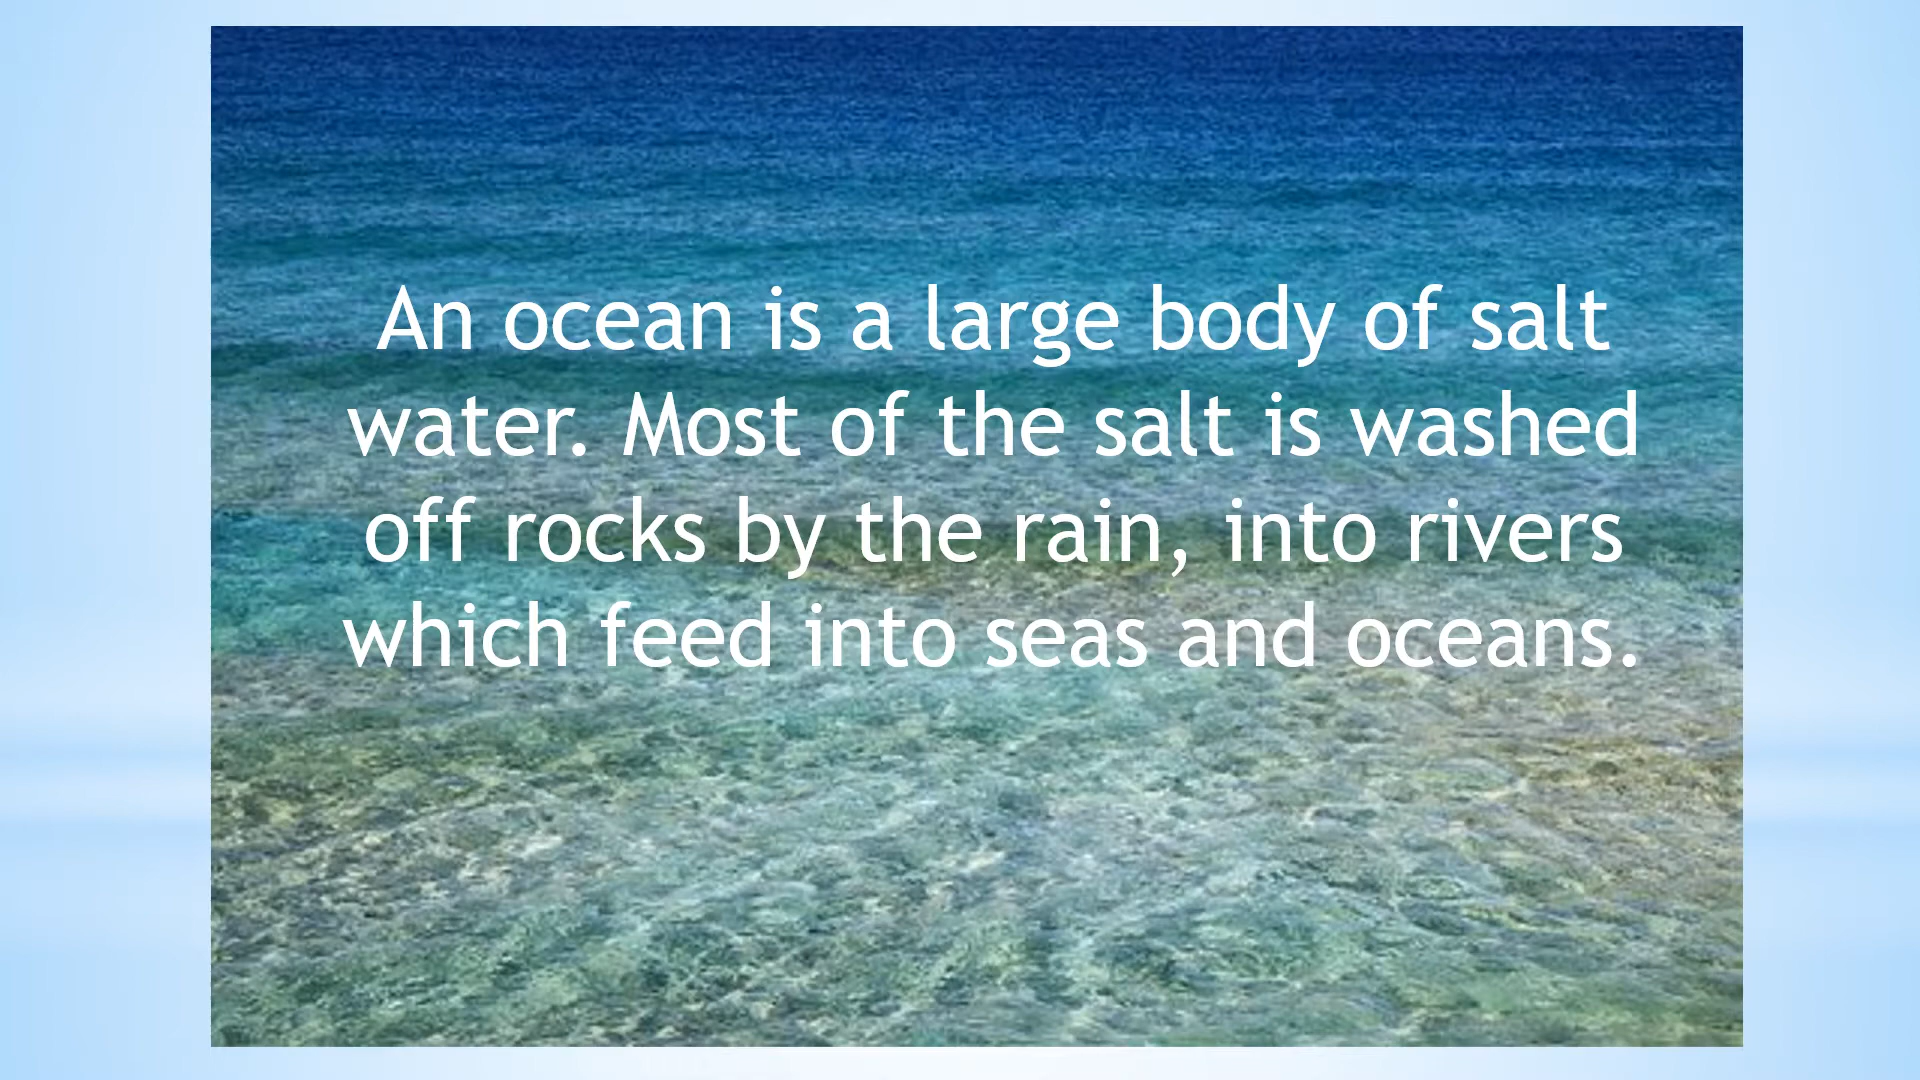 An ocean is a large body of salt
water. Most of the salt is washed
off rocks by the rain, into rivers
which feed into seas and oceans.